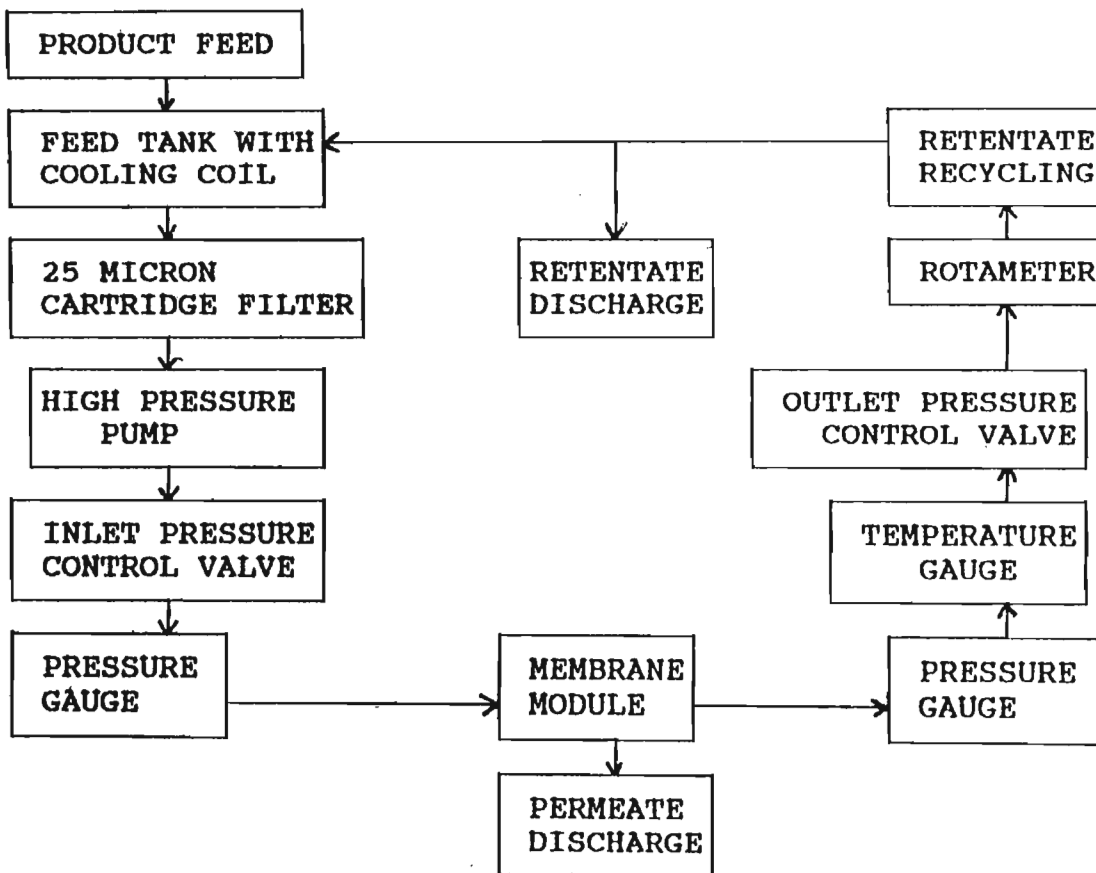 PRODUCT FEED
FEED TANK WITH
COOLING COIL
25 MICRON
CARTRIDGE FILTER
HIGH PRESSURE
PUMP
INLET PRESSURE
CONTROL VALVE
PRESSURE
GAUGE
MEMBRANE
MODULE
PERMEATE
DISCHARGE
PRESSURE
GAUGE
TEMPERATURE
GAUGE
OUTLET PRESSURE
CONTROL VALVE
ROTAMETER
RETENTATE
RECYCLING
RETENTATE
DISCHARGE